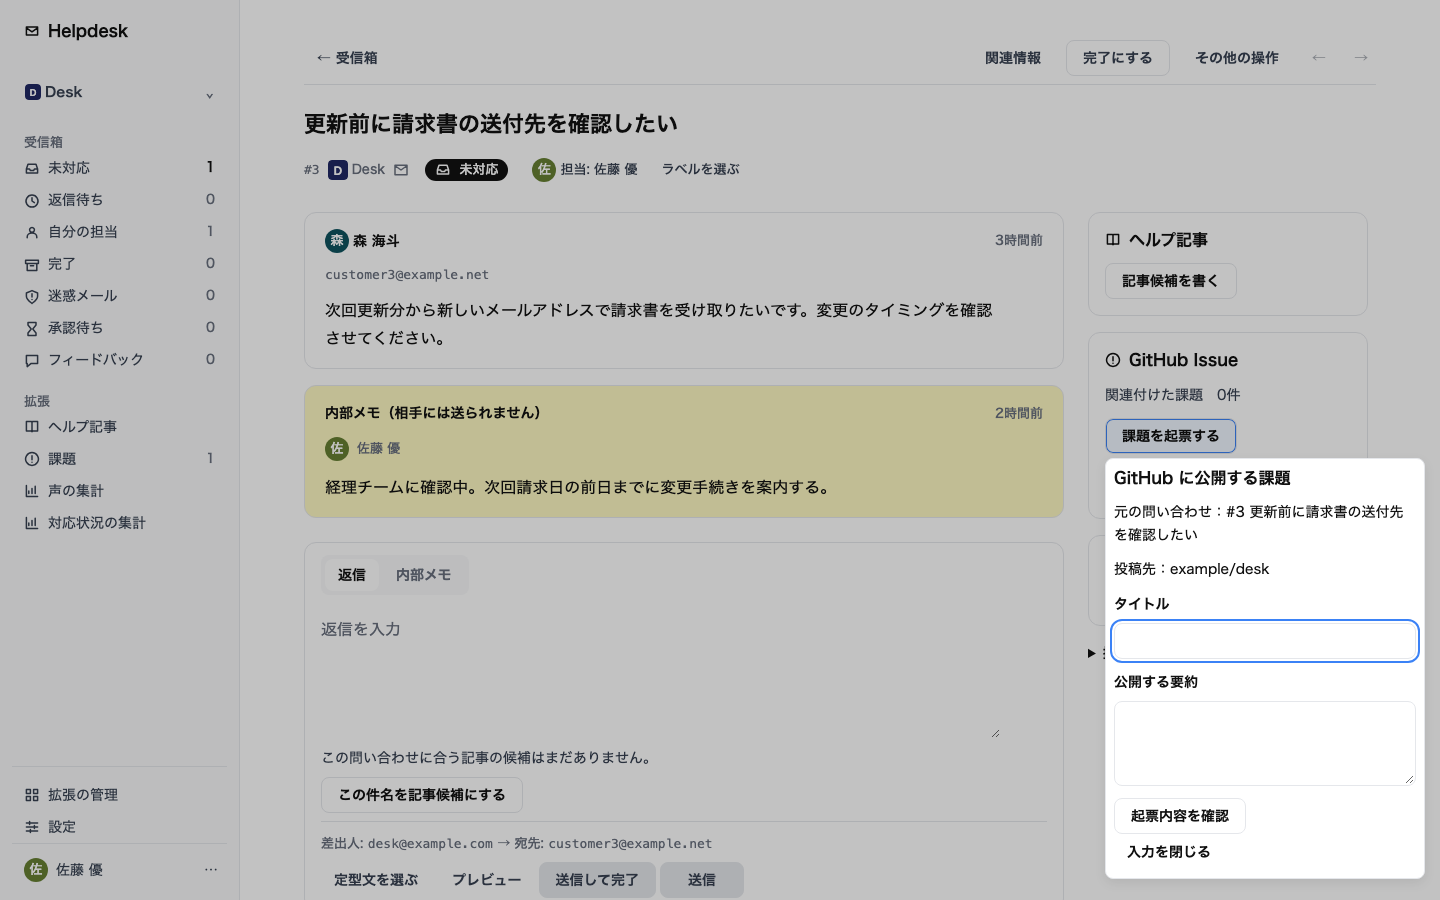 Helpdesk
D Desk
受信箱
未対応 1
返信待ち 0
自分の担当 1
完了 0
迷惑メール 0
承認待ち 0
フィードバック 0
拡張
ヘルプ記事
課題 1
声の集計
対応状況の集計
拡張の管理
設定
佐 佐藤 優 …
← 受信箱
関連情報 完了にする その他の操作 ← →
更新前に請求書の送付先を確認したい
#3 D Desk 未対応 佐 担当: 佐藤 優 ラベルを選ぶ
森 森 海斗 3時間前
customer3@example.net
次回更新分から新しいメールアドレスで請求書を受け取りたいです。変更のタイミングを確認
させてください。
内部メモ（相手には送られません） 2時間前
佐 佐藤 優
経理チームに確認中。次回請求日の前日までに変更手続きを案内する。
返信 内部メモ
返信を入力
この問い合わせに合う記事の候補はまだありません。
この件名を記事候補にする
差出人: desk@example.com → 宛先: customer3@example.net
定型文を選ぶ プレビュー 送信して完了 送信
ヘルプ記事
記事候補を書く
GitHub Issue
関連付けた課題 0件
課題を起票する
GitHub に公開する課題
元の問い合わせ：#3 更新前に請求書の送付先
を確認したい
投稿先：example/desk
タイトル
公開する要約
起票内容を確認
入力を閉じる